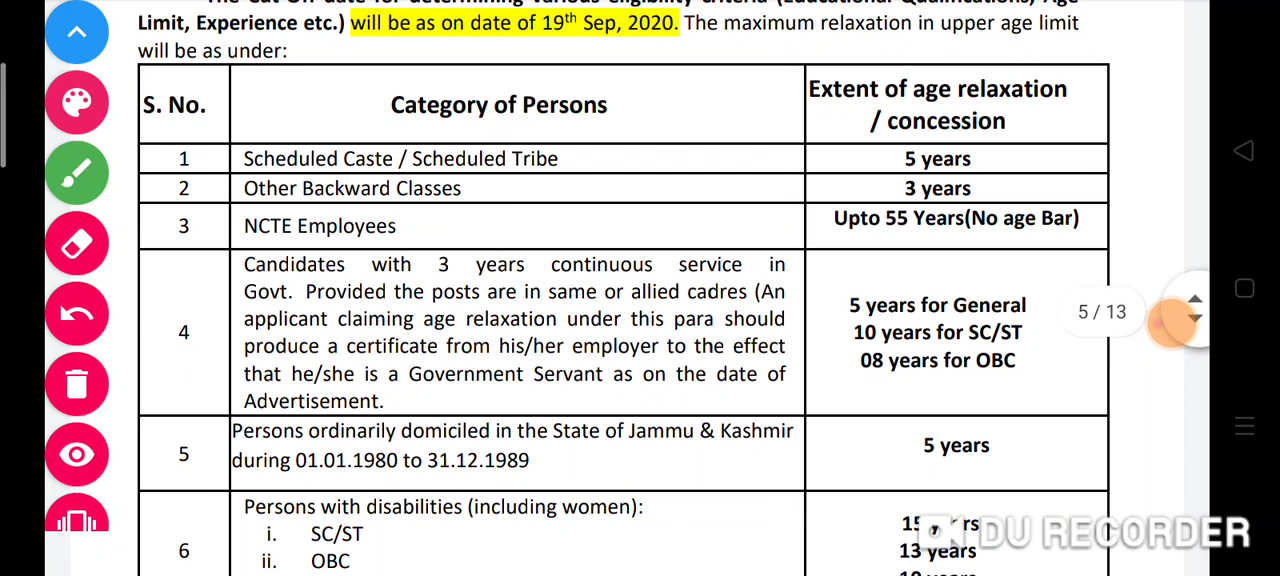 Limit, Experience etc.) will be as on date of 19th Sep, 2020. The maximum relaxation in upper age limit
will be as under:
S. No. Category of Persons Extent of age relaxation
/ concession
1 Scheduled Caste / Scheduled Tribe 5 years
2 Other Backward Classes 3 years
3 NCTE Employees Upto 55 Years(No age Bar)
4
Candidates with 3 years continuous service in
Govt. Provided the posts are in same or allied cadres (An
applicant claiming age relaxation under this para should
produce a certificate from his/her employer to the effect
that he/she is a Government Servant as on the date of
Advertisement.
5 years for General
10 years for SC/ST
08 years for OBC
5 / 13
5
Persons ordinarily domiciled in the State of Jammu & Kashmir
during 01.01.1980 to 31.12.1989
5 years
6
Persons with disabilities (including women):
i. SC/ST
ii. OBC
13 years
DU RECORDER